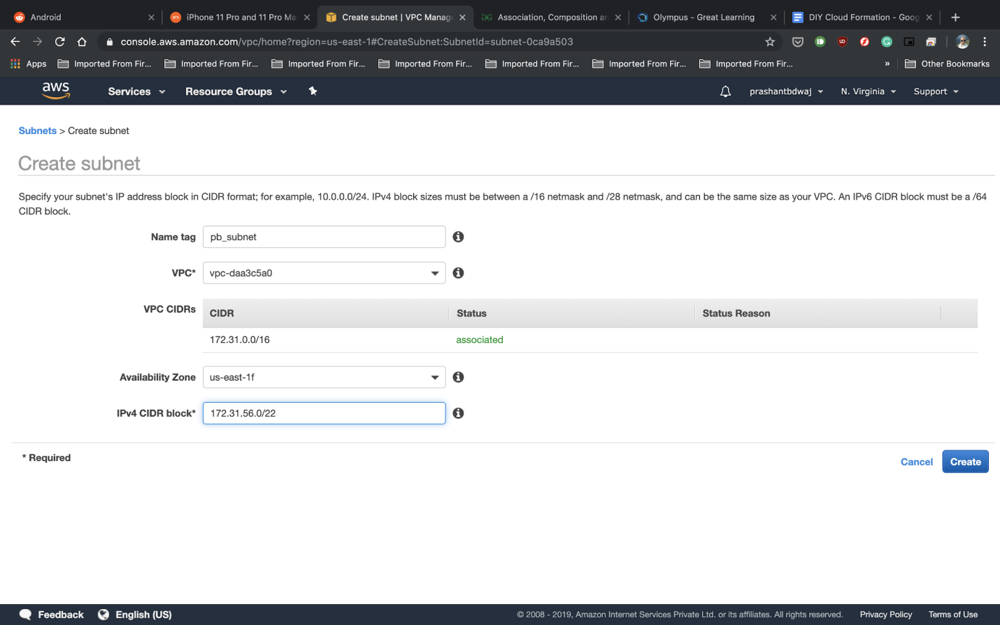 Android
iPhone 11 Pro and 11 Pro Ma
Create subnet | VPC Manag
Association, Composition an
Olympus - Great Learning
DIY Cloud Formation - Goog
console.aws.amazon.com/vpc/home?region=us-east-1#CreateSubnet:SubnetId=subnet-0ca9a503
Apps Imported From Fir... Imported From Fir... Imported From Fir... Imported From Fir... Imported From Fir... Imported From Fir... Imported From Fir... » Other Bookmarks
aws Services Resource Groups prashantbdwaj N. Virginia Support
Subnets > Create subnet
Create subnet
Specify your subnet's IP address block in CIDR format; for example, 10.0.0.0/24. IPv4 block sizes must be between a /16 netmask and /28 netmask, and can be the same size as your VPC. An IPv6 CIDR block must be a /64
CIDR block.
Name tag pb_subnet
VPC* vpc-daa3c5a0
VPC CIDRs CIDR Status Status Reason
172.31.0.0/16 associated
Availability Zone us-east-1f
IPv4 CIDR block* 172.31.56.0/22
* Required
Cancel Create
Feedback English (US) © 2008 - 2019, Amazon Internet Services Private Ltd. or its affiliates. All rights reserved. Privacy Policy Terms of Use